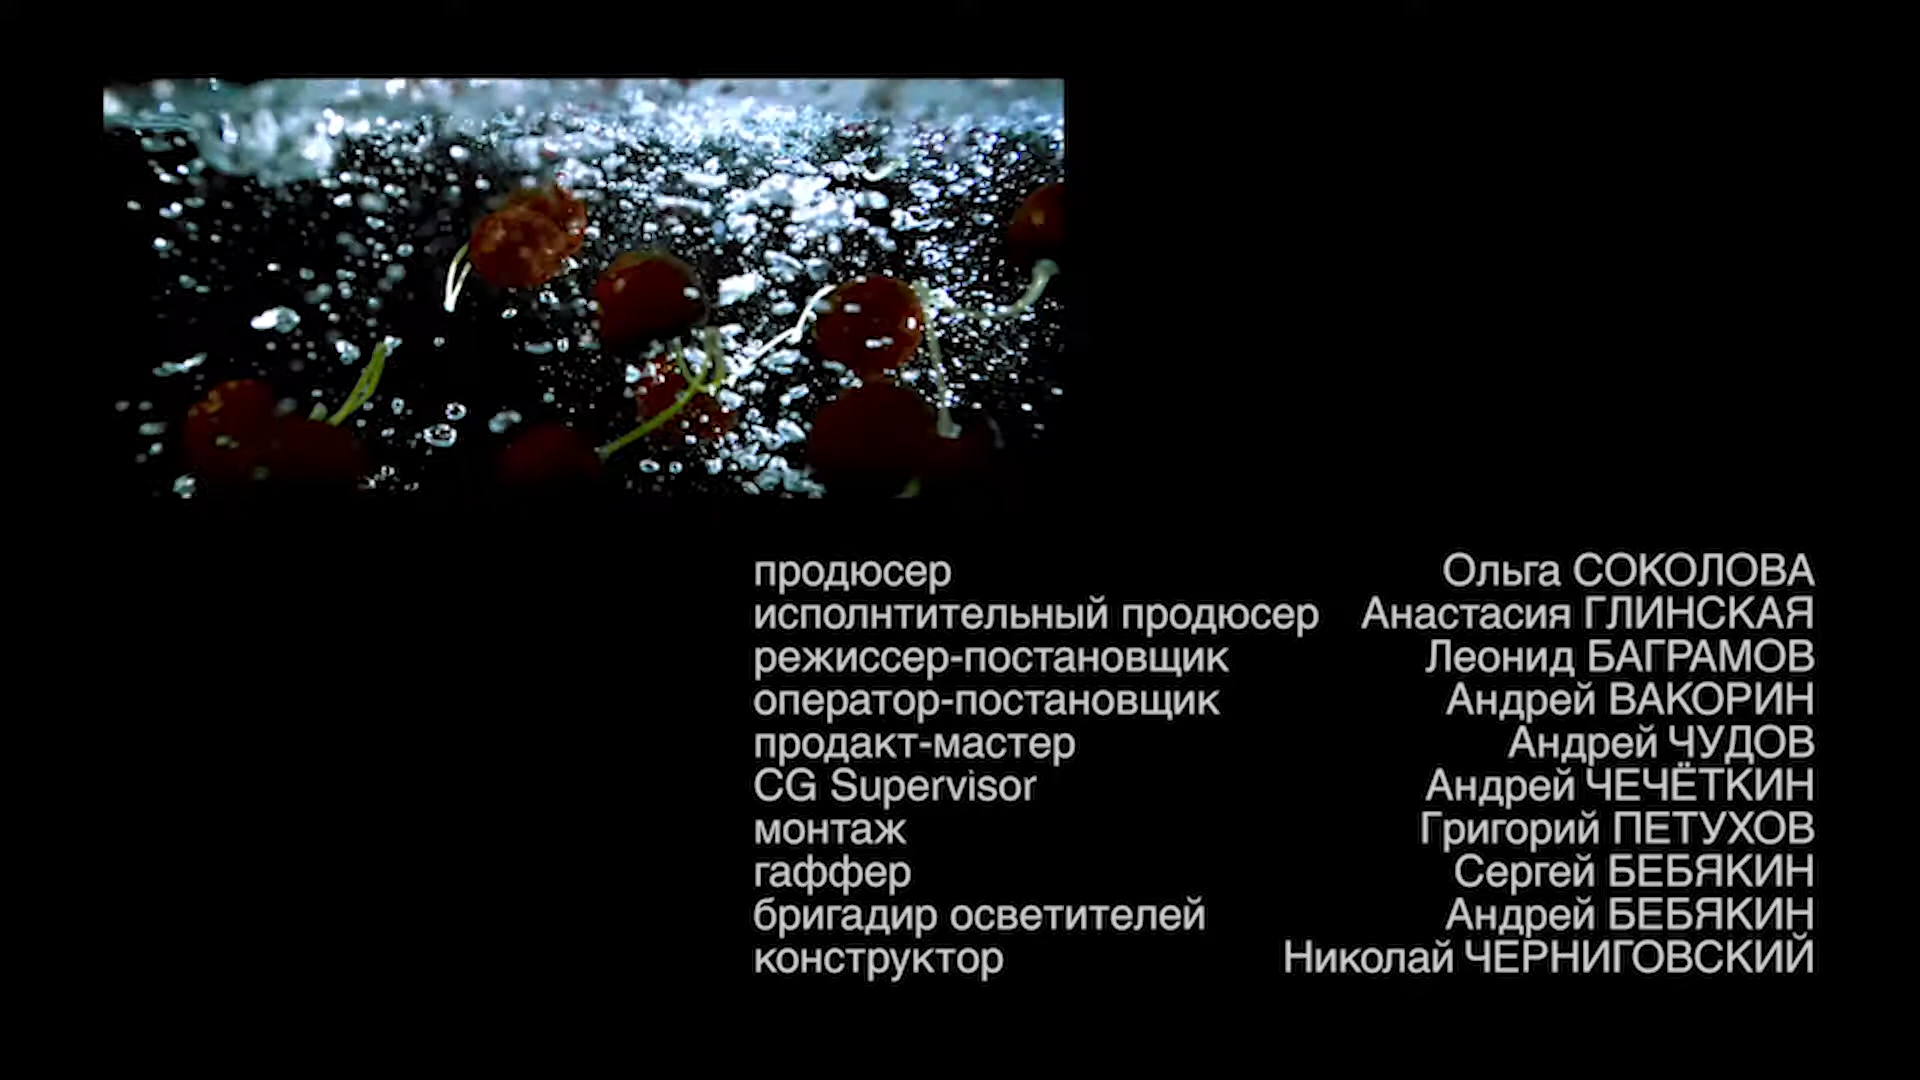 продюсер Ольга СОКОЛОВА
исполнтительный продюсер Анастасия ГЛИНСКАЯ
режиссер-постановщик Леонид БАГРАМОВ
оператор-постановщик Андрей ВАКОРИН
продакт-мастер Андрей ЧУДОВ
CG Supervisor Андрей ЧЕЧЁТКИН
монтаж Григорий ПЕТУХОВ
гаффер Сергей БЕБЯКИН
бригадир осветителей Андрей БЕБЯКИН
конструктор Николай ЧЕРНИГОВСКИЙ